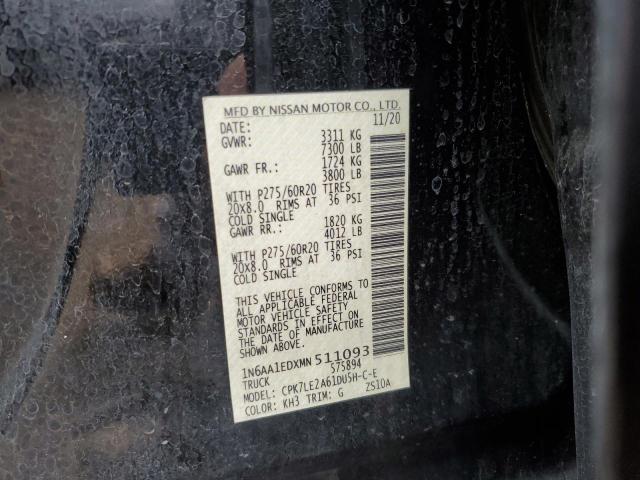 MFD BY NISSAN MOTOR CO., LTD.
DATE: 11/20
GVWR: 3311 KG
7300 LB
GAWR FR.: 1724 KG
3800 LB
WITH P275/60R20 TIRES
20X8.0 RIMS AT 36 PSI
COLD SINGLE
GAWR RR.: 1820 KG
4012 LB
WITH P275/60R20 TIRES
20X8.0 RIMS AT 36 PSI
COLD SINGLE
THIS VEHICLE CONFORMS TO
ALL APPLICABLE FEDERAL
MOTOR VEHICLE SAFETY
STANDARDS IN EFFECT ON
THE DATE OF MANUFACTURE
SHOWN ABOVE.
1N6AA1EDXMN511093
TRUCK 575894
MODEL: CPK7LE2A61DU5H-C-E
COLOR: KH3 TRIM: G ZS10A